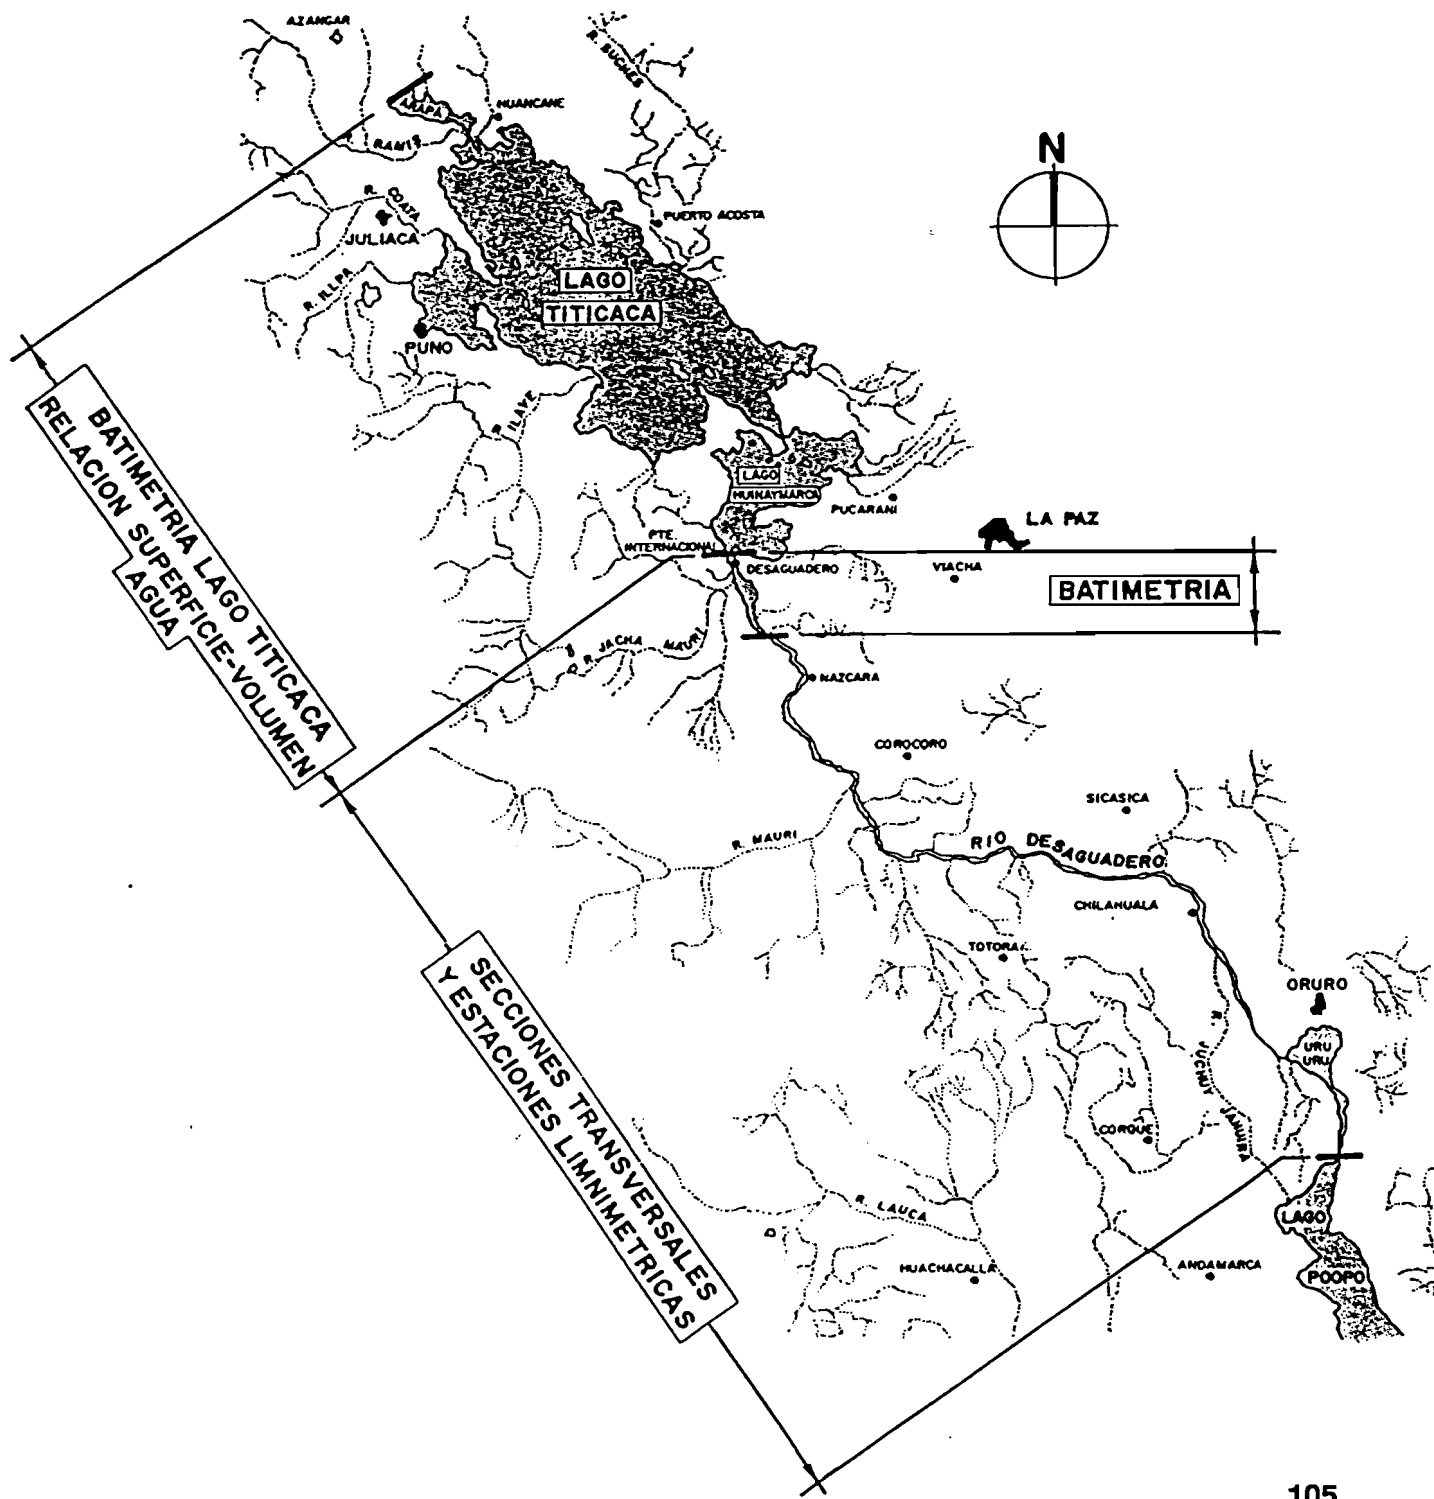 AZANGAR
R. SUCHES
ARAPA
HUANCANE
R. RAMIS
N
R. COATA
PUERTO ACOSTA
JULIACA
R. ILLPA
LAGO
TITICACA
PUNO
R. ILAVE
LAGO
HUINAYMARCA
PUCARANI
LA PAZ
PTE.
INTERNACIONAL
DESAGUADERO
VIACHA
BATIMETRIA
BATIMETRIA LAGO TITICACA
RELACION SUPERFICIE-VOLUMEN
AGUA
R. JACHA MAURI
NAZCARA
COROCORO
SICASICA
R. MAURI
RIO DESAGUADERO
CHILAHUALA
TOTORA
ORURO
URU
URU
R. JUCHUY JAHUIRA
CORQUE
SECCIONES TRANSVERSALES
Y ESTACIONES LIMNIMETRICAS
R. LAUCA
LAGO
POOPO
HUACHACALLA
ANDAMARCA
105